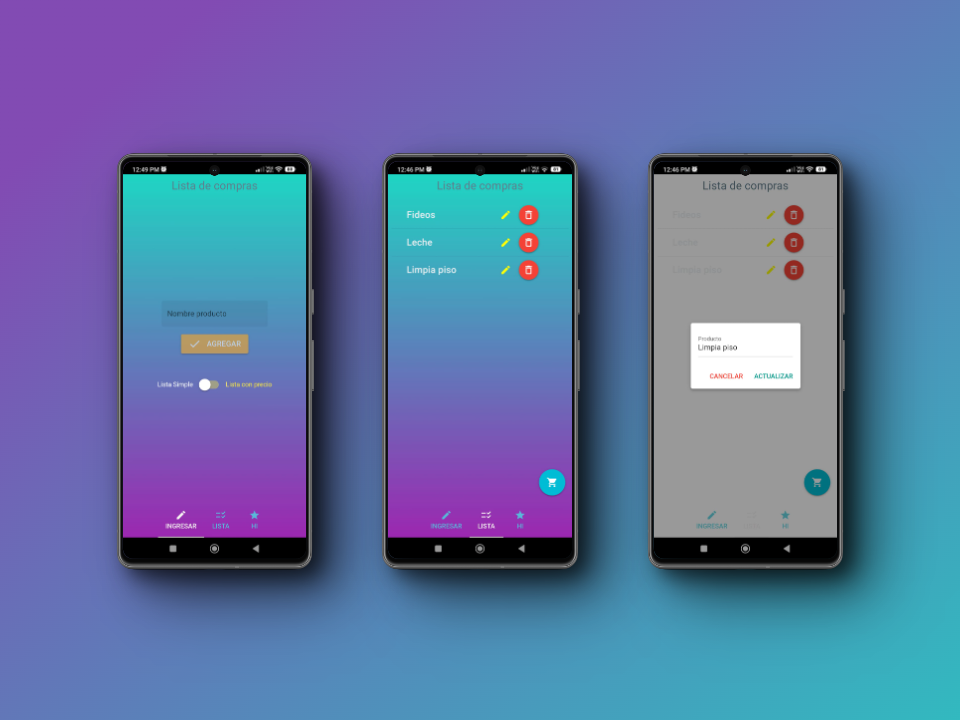 12:49 PM
Lista de compras
Nombre producto
AGREGAR
Lista Simple
Lista con precio
INGRESAR
LISTA
HI
12:46 PM
81
Lista de compras
Fideos
Leche
Limpia piso
INGRESAR
LISTA
HI
12:46 PM
81
Lista de compras
Fideos
Leche
Limpia piso
Producto
Limpia piso
CANCELAR
ACTUALIZAR
INGRESAR
HI